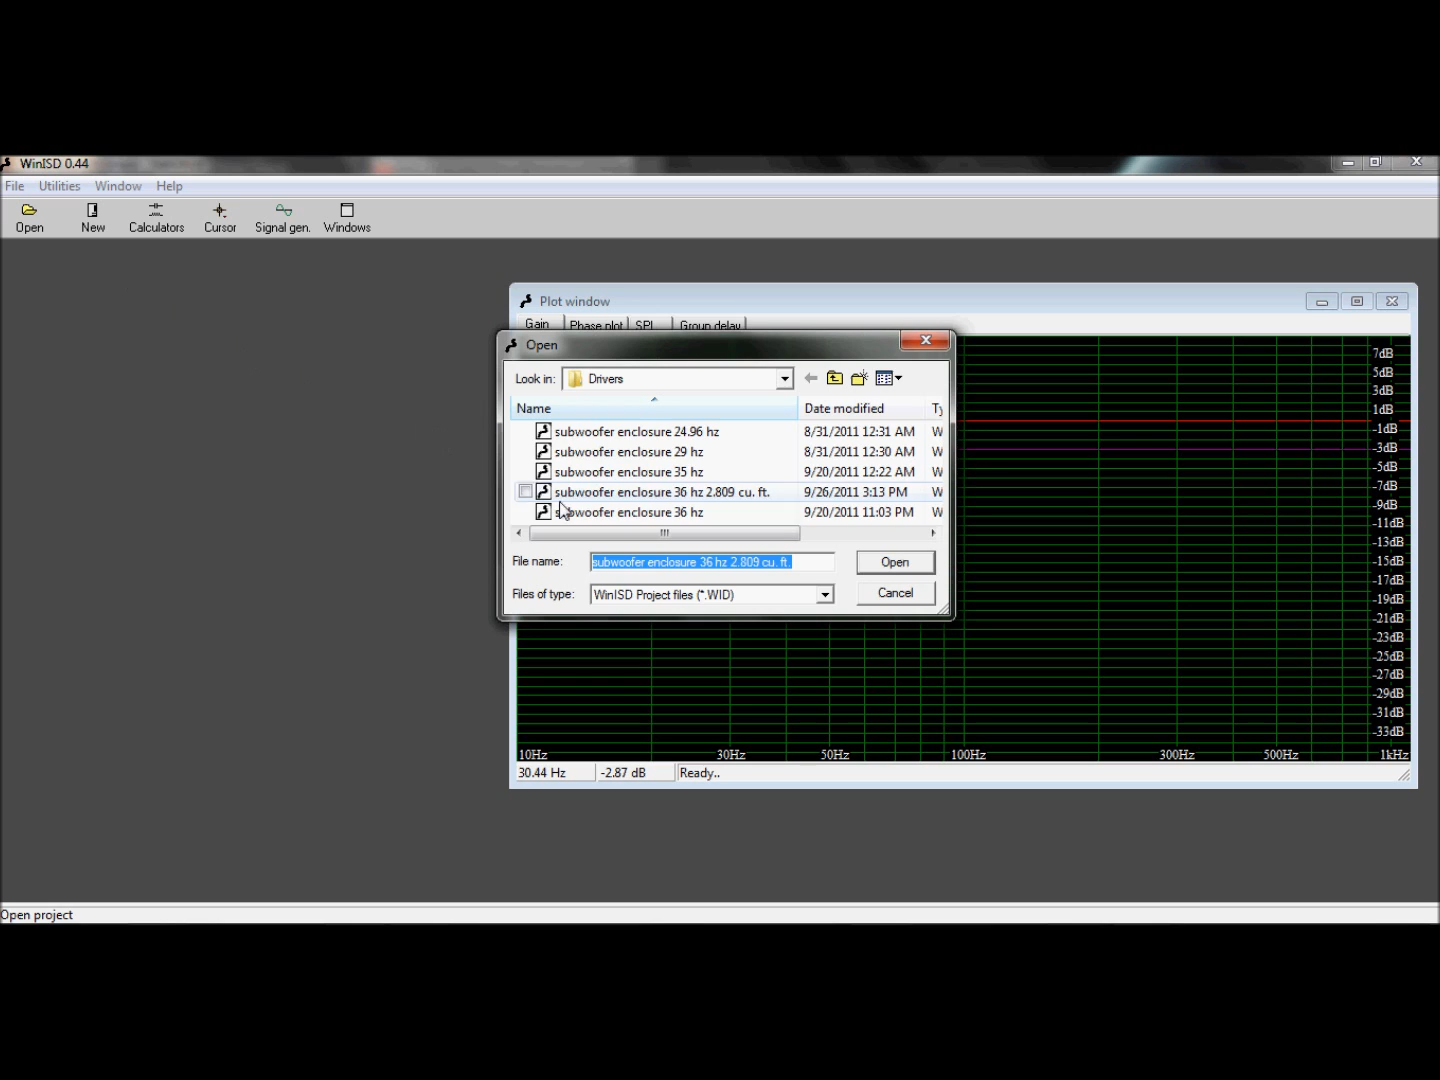 WinISD 0.44
File Utilities Window Help
Open New Calculators Cursor Signal gen. Windows
Plot window
Gain Phase plot SPL Group delay
Open
Look in: Drivers
Name Date modified Ty
subwoofer enclosure 24.96 hz 8/31/2011 12:31 AM W
subwoofer enclosure 29 hz 8/31/2011 12:30 AM W
subwoofer enclosure 35 hz 9/20/2011 12:22 AM W
subwoofer enclosure 36 hz 2.809 cu. ft. 9/26/2011 3:13 PM W
subwoofer enclosure 36 hz 9/20/2011 11:03 PM W
File name: subwoofer enclosure 36 hz 2.809 cu. ft. Open
Files of type: WinISD Project files (*.WID) Cancel
7dB
5dB
3dB
1dB
-1dB
-3dB
-5dB
-7dB
-9dB
-11dB
-13dB
-15dB
-17dB
-19dB
-21dB
-23dB
-25dB
-27dB
-29dB
-31dB
-33dB
10Hz 30Hz 50Hz 100Hz 300Hz 500Hz 1kHz
30.44 Hz -2.87 dB Ready..
Open project